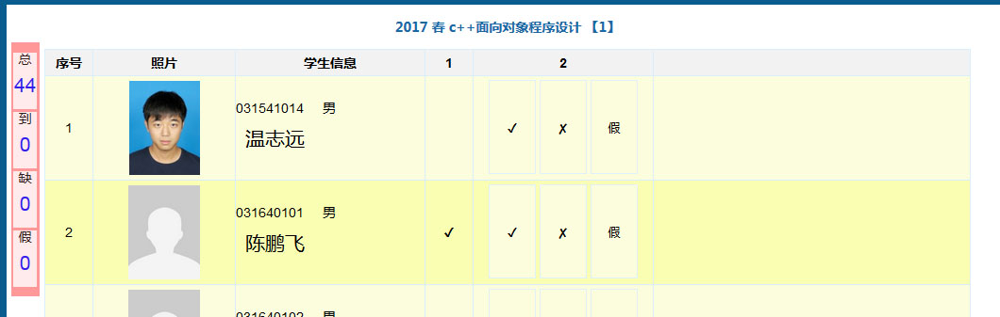 2017 春 c++面向对象程序设计 【1】
总
44
到
0
缺
0
假
0
序号 照片 学生信息 1 2
031541014 男
1 ✓ ✗ 假
温志远
031640101 男
2 ✓ ✓ ✗ 假
陈鹏飞
031640102 男